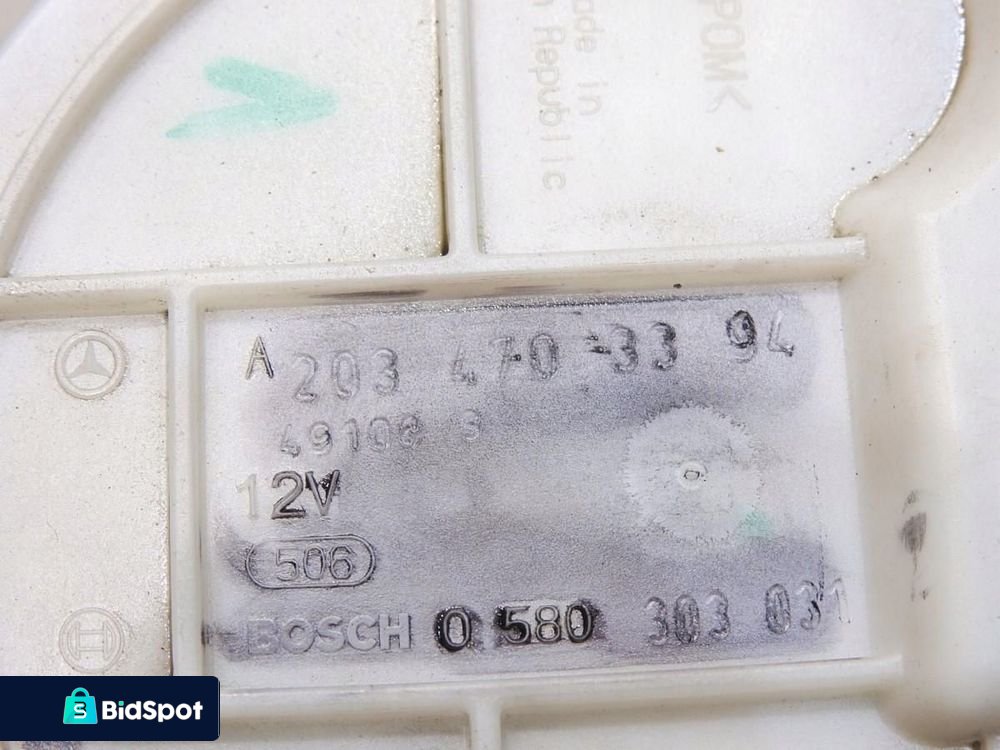 POM
ade in
Republic
A 203 470 33 94
12V
506
BOSCH 0 580 303 031
BidSpot